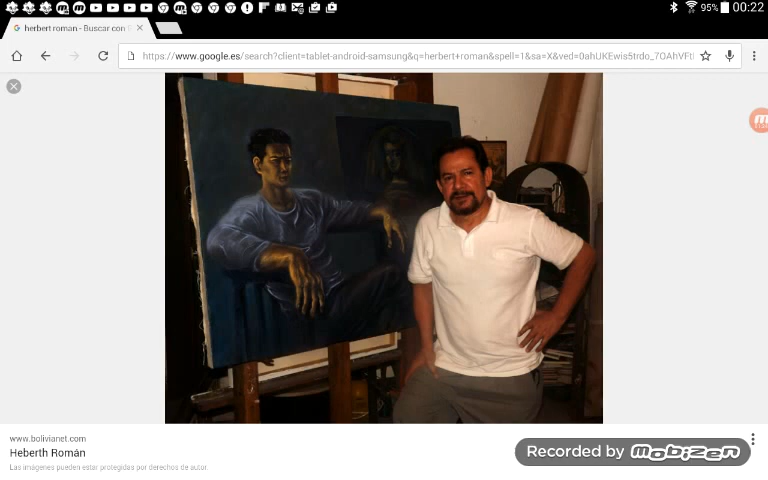 95% 00:22
herbert roman - Buscar con
https://www.google.es/search?client=tablet-android-samsung&q=herbert+roman&spell=1&sa=X&ved=0ahUKEwis5trdo_7OAhVFt
www.bolivianet.com
Heberth Román
Las imágenes pueden estar protegidas por derechos de autor.
Recorded by mobizen